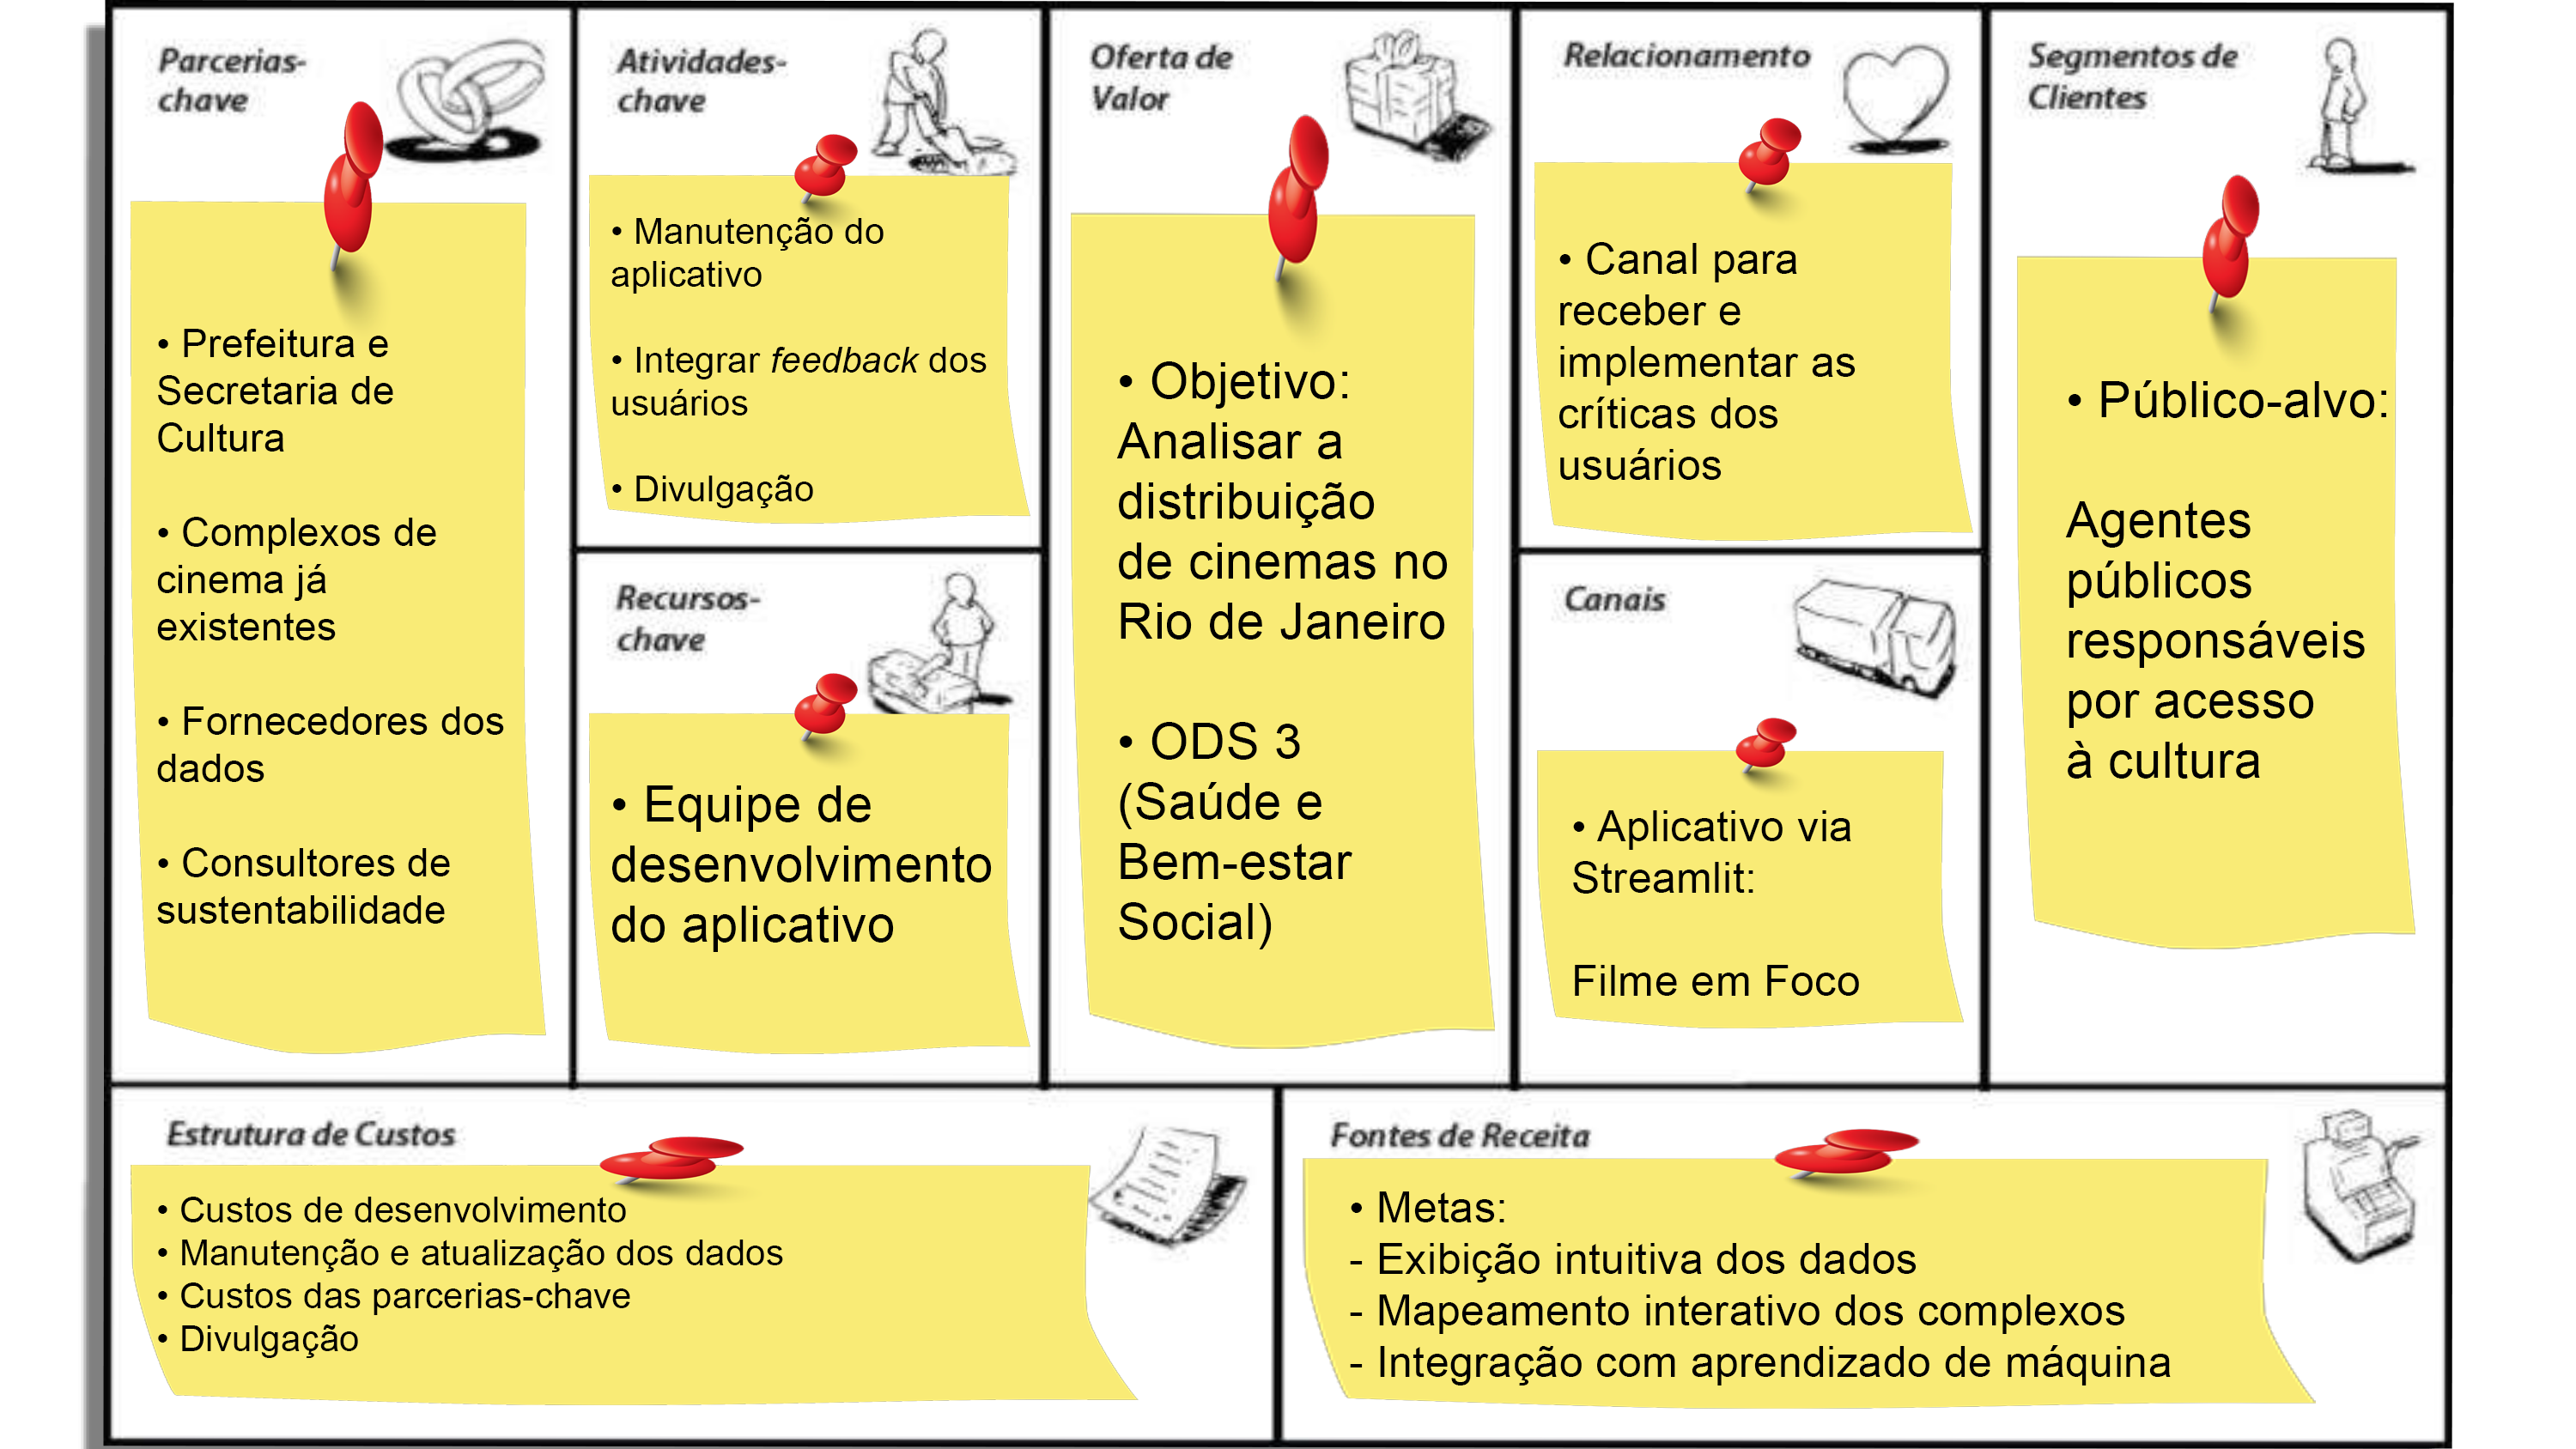 Parcerias-
chave
• Prefeitura e
Secretaria de
Cultura
• Complexos de
cinema já
existentes
• Fornecedores dos
dados
• Consultores de
sustentabilidade
Atividades-
chave
• Manutenção do
aplicativo
• Integrar feedback dos
usuários
• Divulgação
Recursos-
chave
• Equipe de
desenvolvimento
do aplicativo
Oferta de
Valor
• Objetivo:
Analisar a
distribuição
de cinemas no
Rio de Janeiro
• ODS 3
(Saúde e
Bem-estar
Social)
Relacionamento
• Canal para
receber e
implementar as
críticas dos
usuários
Canais
• Aplicativo via
Streamlit:
Filme em Foco
Segmentos de
Clientes
• Público-alvo:
Agentes
públicos
responsáveis
por acesso
à cultura
Estrutura de Custos
• Custos de desenvolvimento
• Manutenção e atualização dos dados
• Custos das parcerias-chave
• Divulgação
Fontes de Receita
• Metas:
- Exibição intuitiva dos dados
- Mapeamento interativo dos complexos
- Integração com aprendizado de máquina